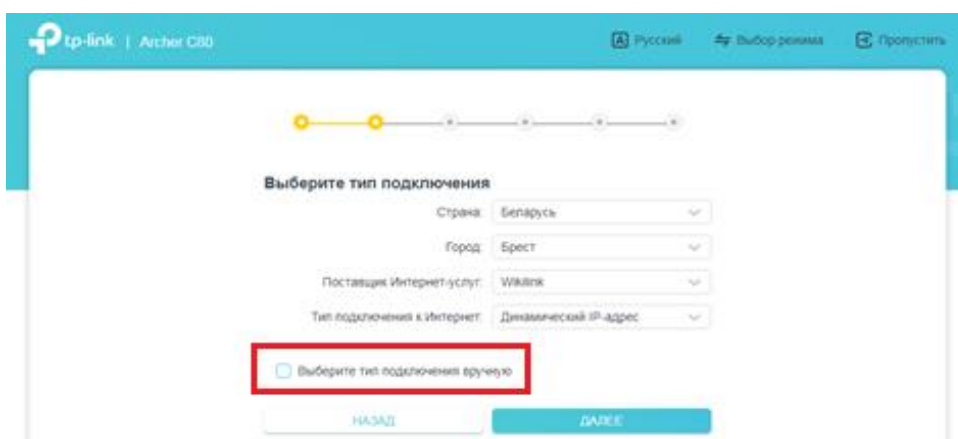 tp-link | Archer C80
Русский Выбор режима Пропустить
Выберите тип подключения
Страна: Беларусь
Город: Брест
Поставщик Интернет-услуг: Wikilink
Тип подключения к Интернет: Динамический IP-адрес
Выберите тип подключения вручную
НАЗАД ДАЛЕЕ